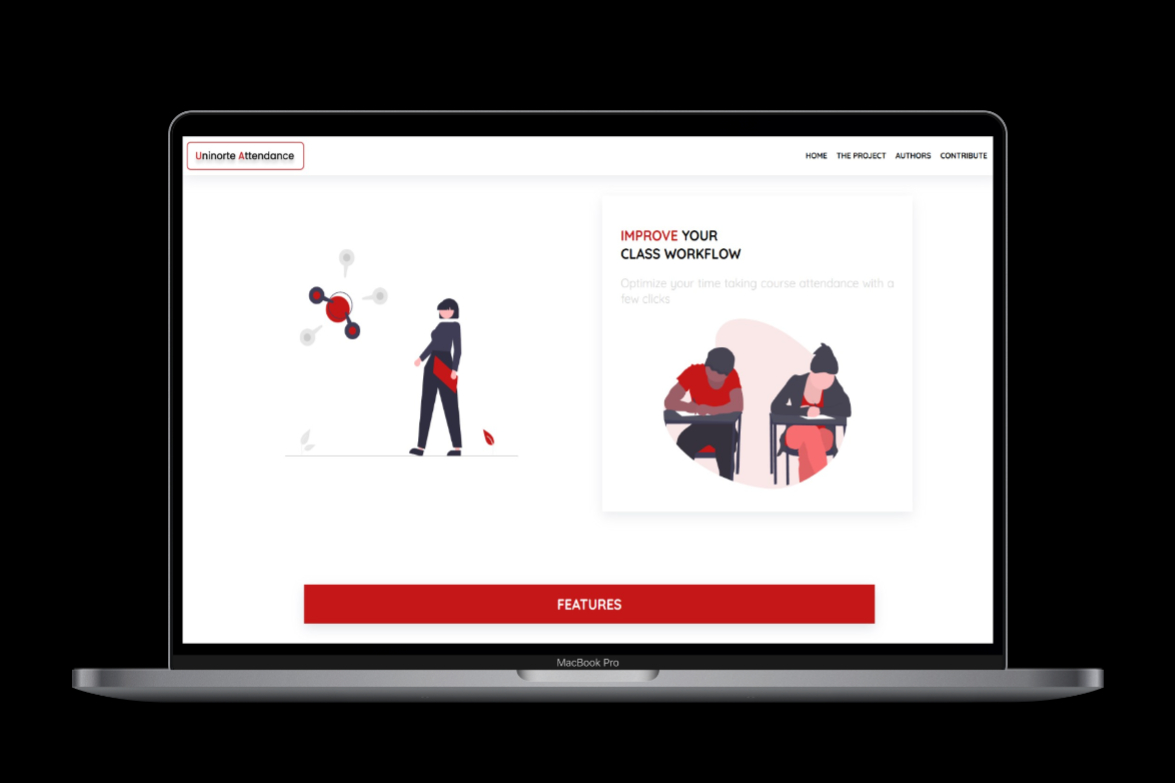 Uninorte Attendance
HOME THE PROJECT AUTHORS CONTRIBUTE
IMPROVE YOUR
CLASS WORKFLOW
Optimize your time taking course attendance with a
few clicks
FEATURES
MacBook Pro